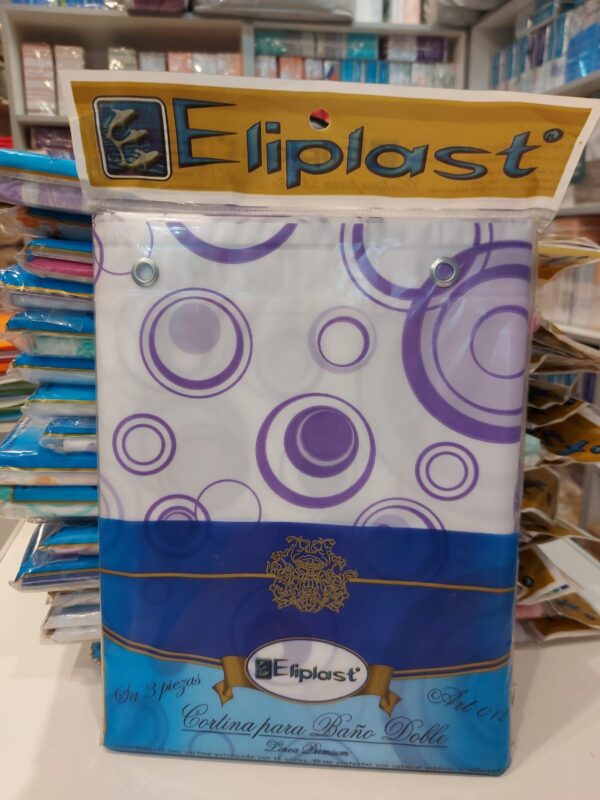 Eliplast®
Eliplast®
Set 3 piezas
Art 012
Cortina para Baño Doble
Linea Premium